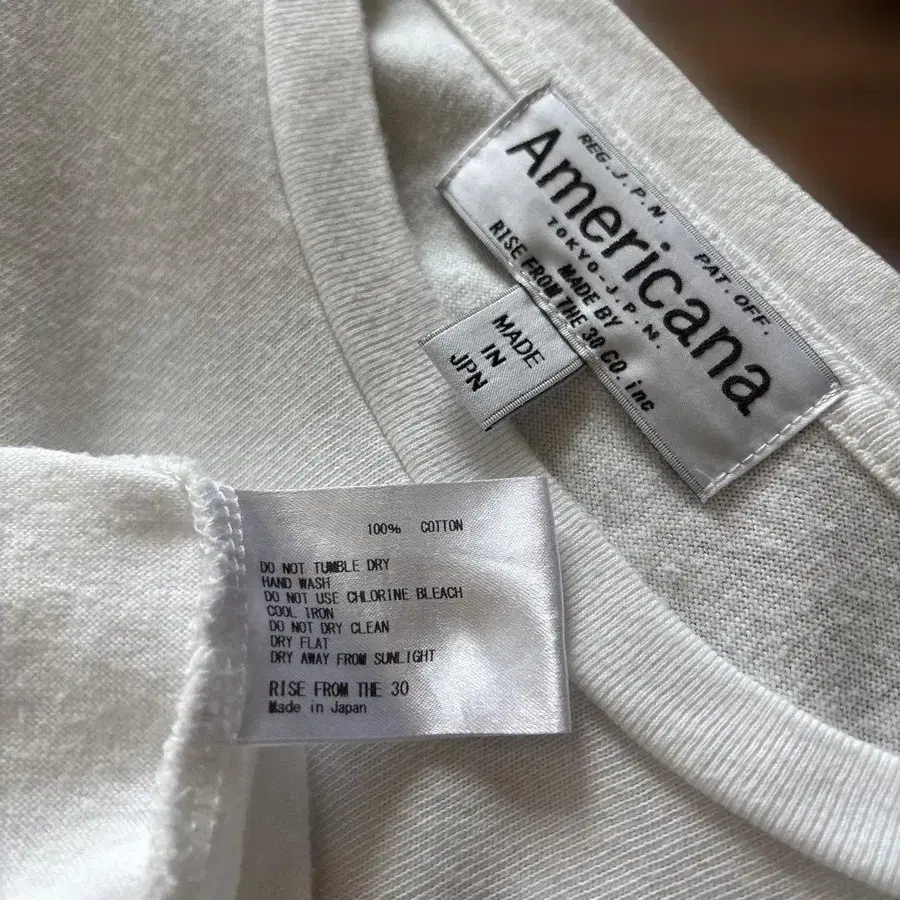 REG.J.P.N. PAT.OFF.
Americana
TOKYO-J.P.N.
MADE BY
RISE FROM THE 30 CO.inc
MADE
IN
JPN
100% COTTON
DO NOT TUMBLE DRY
HAND WASH
DO NOT USE CHLORINE BLEACH
COOL IRON
DO NOT DRY CLEAN
DRY FLAT
DRY AWAY FROM SUNLIGHT
RISE FROM THE 30
Made in Japan